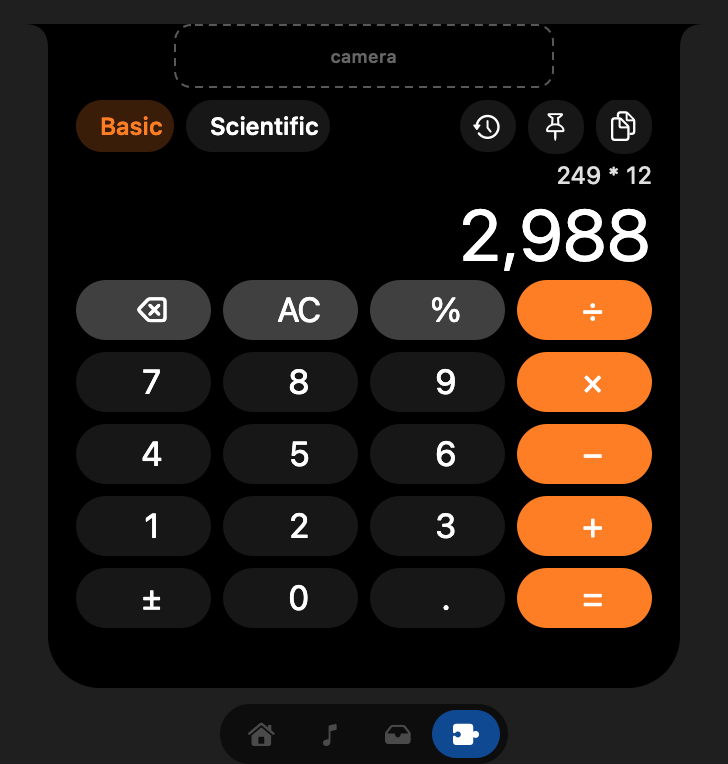 camera
Basic Scientific
249 * 12
2,988
AC % ÷
7 8 9 ×
4 5 6 −
1 2 3 +
± 0 . =